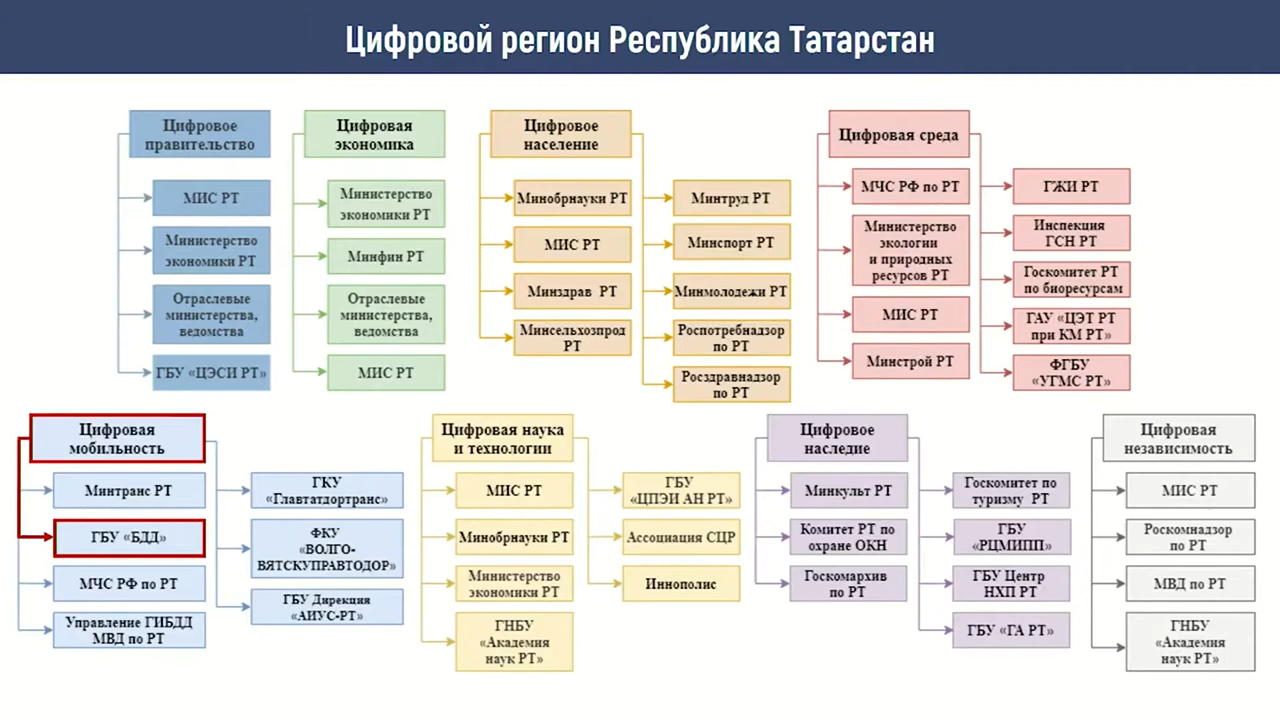 Цифровой регион Республика Татарстан
Цифровое
правительство
МИС РТ
Министерство
экономики РТ
Отраслевые
министерства,
ведомства
ГБУ «ЦЭСИ РТ»
Цифровая
экономика
Министерство
экономики РТ
Минфин РТ
Отраслевые
министерства,
ведомства
МИС РТ
Цифровое
население
Минобрнауки РТ
МИС РТ
Минздрав РТ
Минсельхозпрод
РТ
Минтруд РТ
Минспорт РТ
Минмолодежи РТ
Роспотребнадзор
по РТ
Росздравнадзор
по РТ
Цифровая среда
МЧС РФ по РТ
Министерство
экологии
и природных
ресурсов РТ
МИС РТ
Минстрой РТ
ГЖИ РТ
Инспекция
ГСН РТ
Госкомитет РТ
по биоресурсам
ГАУ «ЦЭТ РТ
при КМ РТ»
ФГБУ
«УГМС РТ»
Цифровая
мобильность
Минтранс РТ
ГБУ «БДД»
МЧС РФ по РТ
Управление ГИБДД
МВД по РТ
ГКУ
«Главтатдортранс»
ФКУ
«ВОЛГО-
ВЯТСКУПРАВТОДОР»
ГБУ Дирекция
«АИУС-РТ»
Цифровая наука
и технологии
МИС РТ
Минобрнауки РТ
Министерство
экономики РТ
ГНБУ
«Академия
наук РТ»
ГБУ
«ЦПЭИ АН РТ»
Ассоциация СЦР
Иннополис
Цифровое
наследие
Минкульт РТ
Комитет РТ по
охране ОКН
Госкомархив
по РТ
Госкомитет по
туризму РТ
ГБУ
«РЦМИПП»
ГБУ Центр
НХП РТ
ГБУ «ГА РТ»
Цифровая
независимость
МИС РТ
Роскомнадзор
по РТ
МВД по РТ
ГНБУ
«Академия
наук РТ»